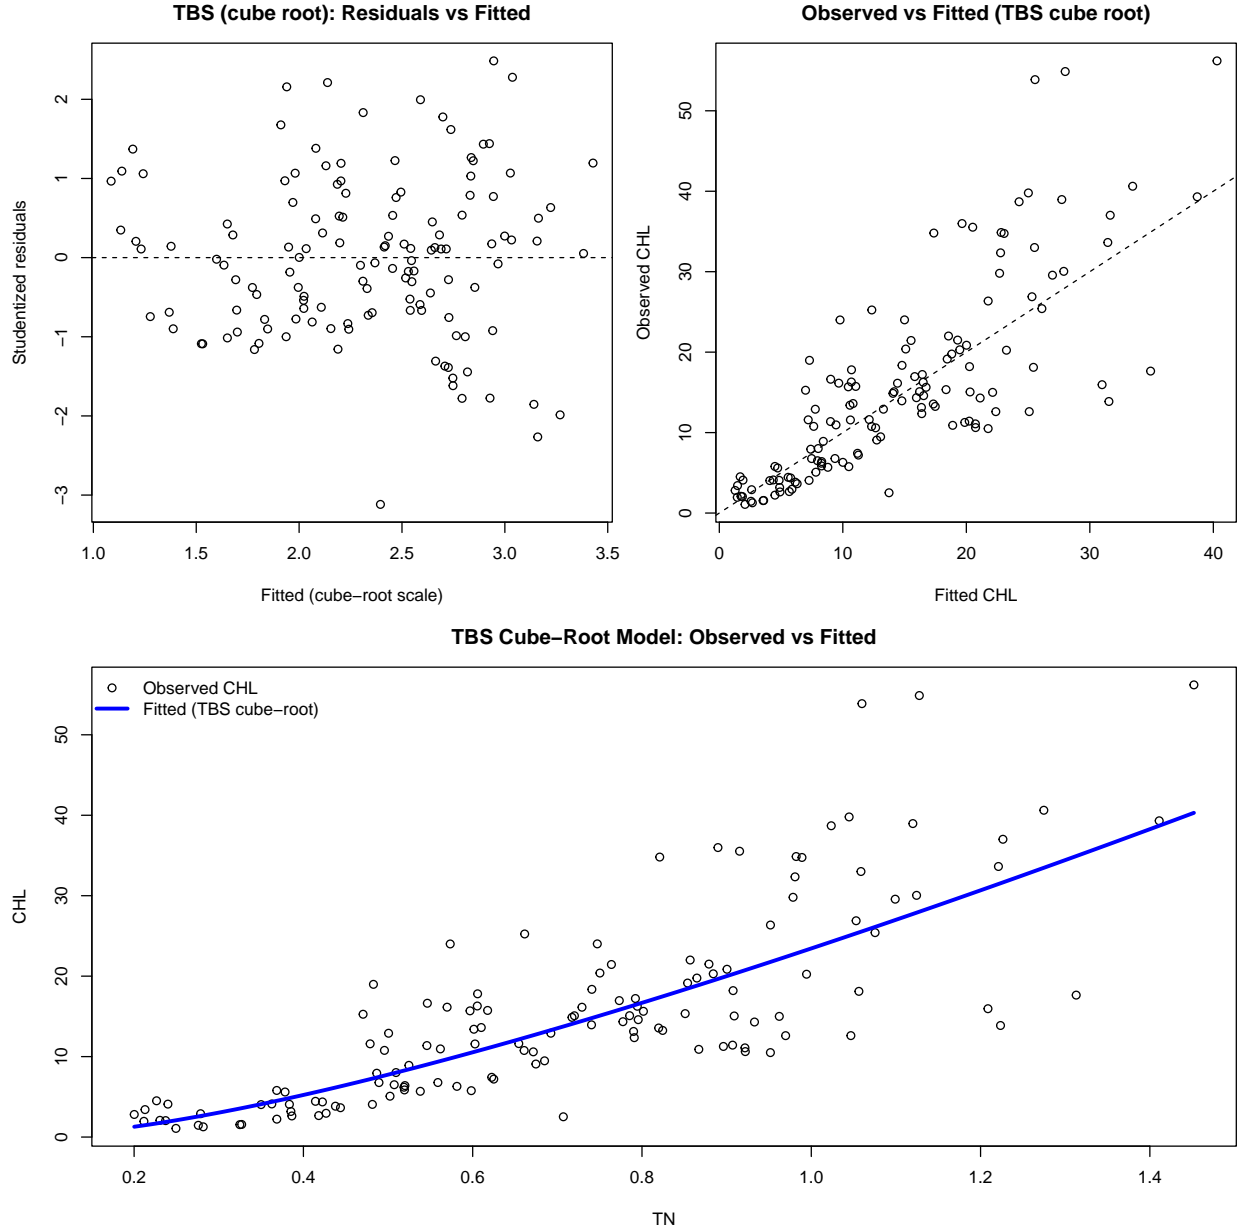 TBS (cube root): Residuals vs Fitted
Studentized residuals
2
1
0
−1
−2
−3
1.0 1.5 2.0 2.5 3.0 3.5
Fitted (cube−root scale)
Observed vs Fitted (TBS cube root)
Observed CHL
50
40
30
20
10
0
0 10 20 30 40
Fitted CHL
TBS Cube−Root Model: Observed vs Fitted
Observed CHL
Fitted (TBS cube−root)
CHL
50
40
30
20
10
0
0.2 0.4 0.6 0.8 1.0 1.2 1.4
TN